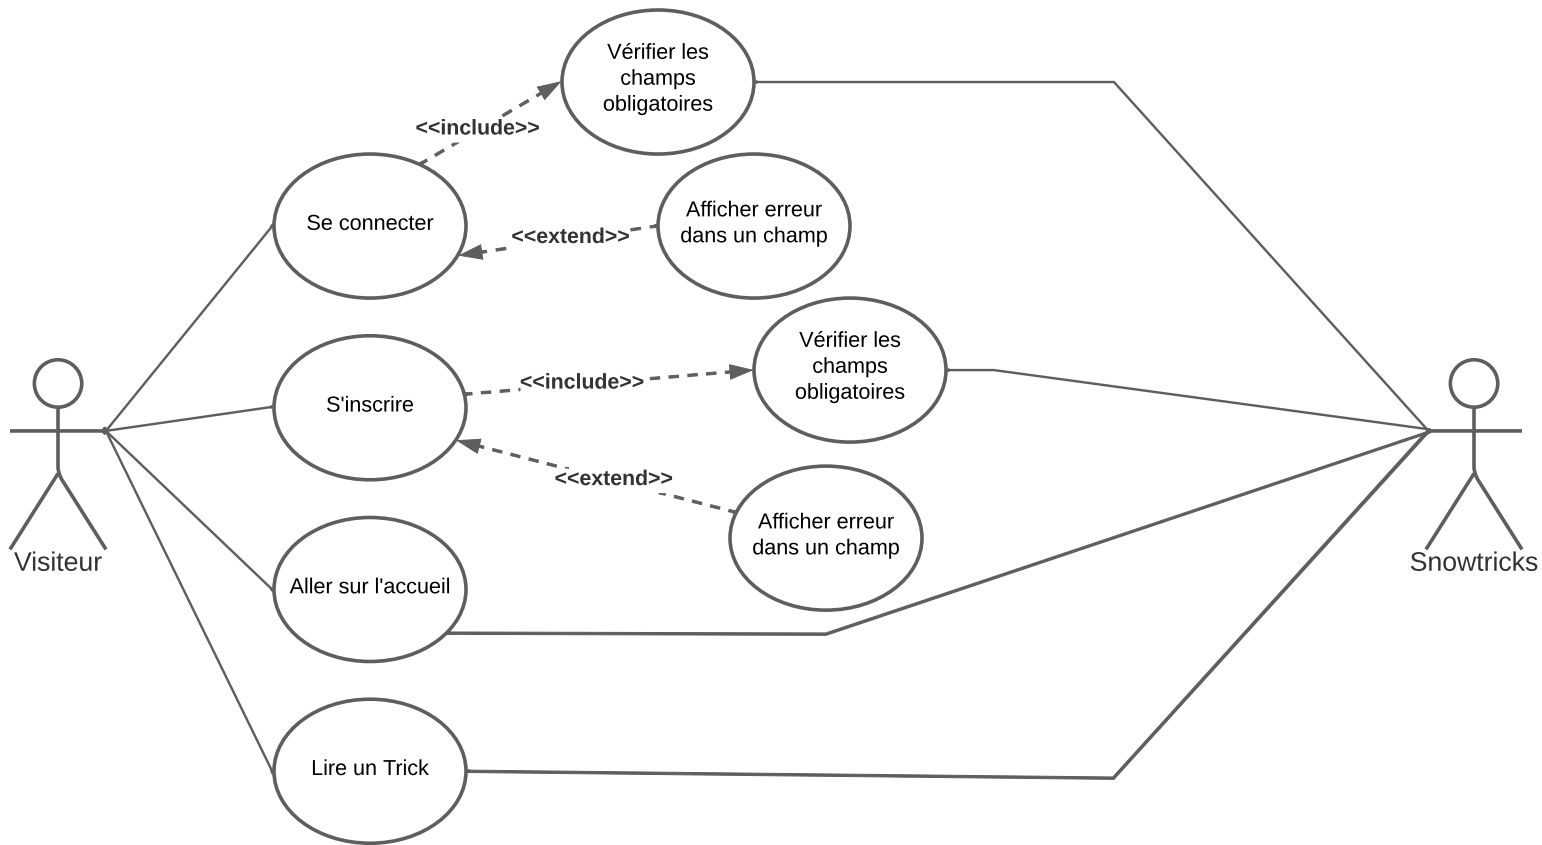 Vérifier les
champs
obligatoires
<<include>>
Se connecter
Afficher erreur
dans un champ
<<extend>>
Vérifier les
champs
obligatoires
<<include>>
S'inscrire
<<extend>>
Afficher erreur
dans un champ
Visiteur
Snowtricks
Aller sur l'accueil
Lire un Trick